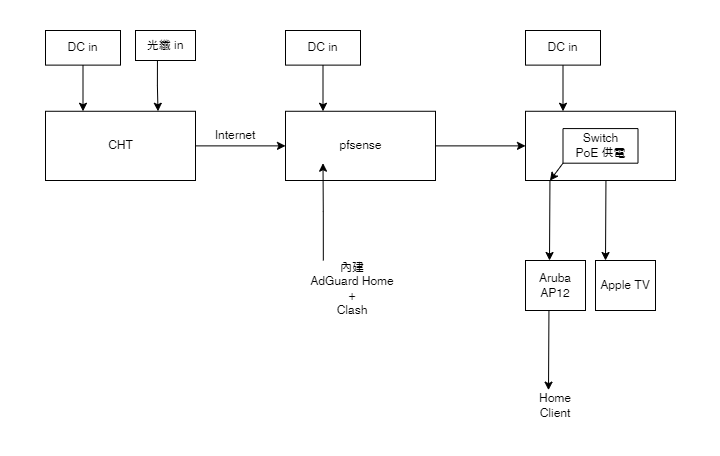 DC in
光纖 in
DC in
DC in
CHT
Internet
pfsense
Switch
PoE 供電
內建
AdGuard Home
+
Clash
Aruba
AP12
Apple TV
Home
Client